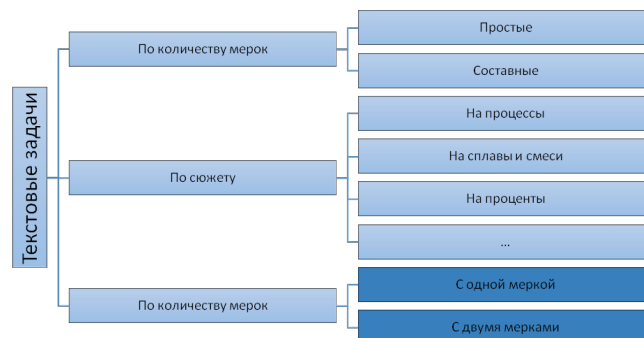 Текстовые задачи
По количеству мерок
Простые
Составные
По сюжету
На процессы
На сплавы и смеси
На проценты
...
По количеству мерок
С одной меркой
С двумя мерками